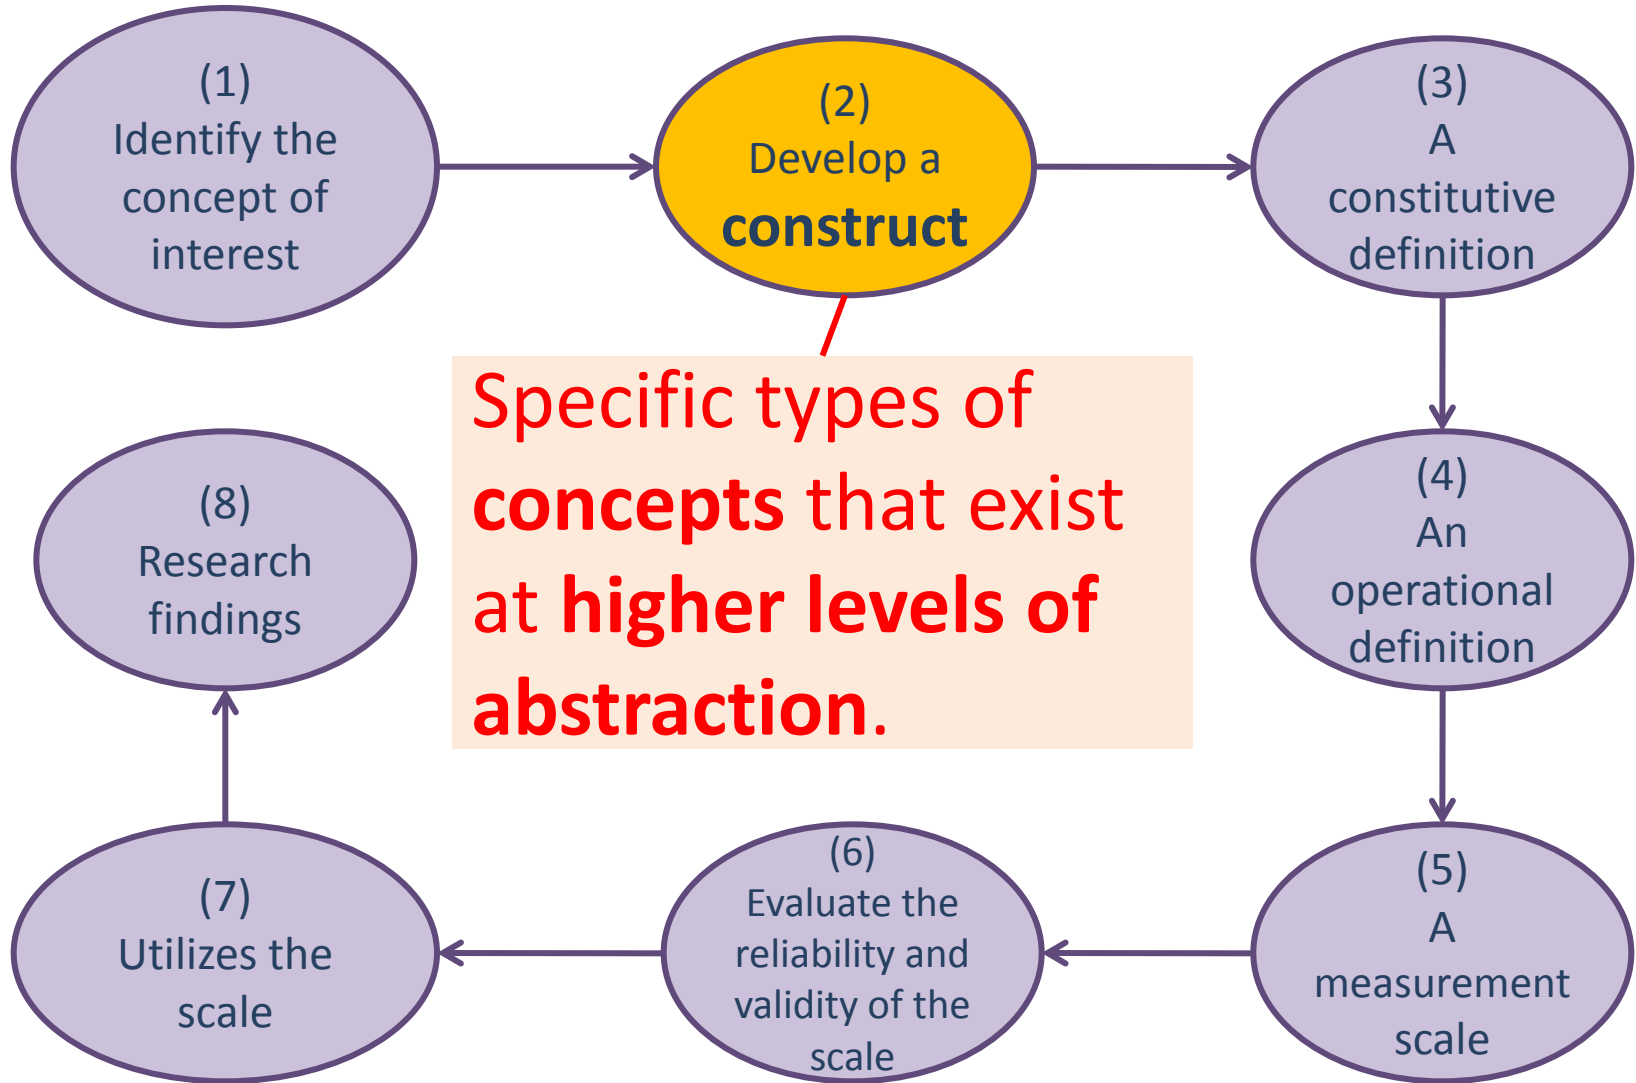 (1)
Identify the
concept of
interest
(2)
Develop a
construct
(3)
A
constitutive
definition
Specific types of
concepts that exist
at higher levels of
abstraction.
(8)
Research
findings
(4)
An
operational
definition
(7)
Utilizes the
scale
(6)
Evaluate the
reliability and
validity of the
scale
(5)
A
measurement
scale